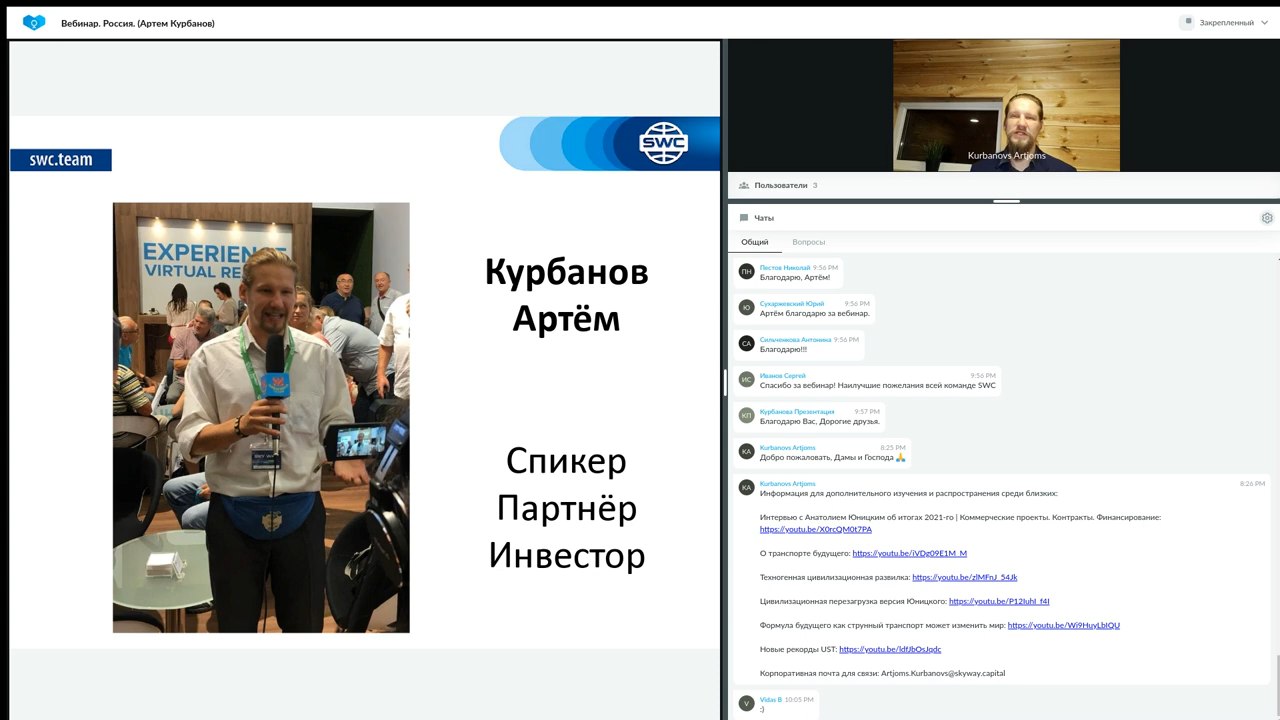 Вебинар. Россия. (Артем Курбанов)
Закрепленный
swc.team
SWC
EXPERIENCE
VIRTUAL RE
Курбанов
Артём
Спикер
Партнёр
Инвестор
Kurbanovs Artjoms
Пользователи 3
Чаты
Общий Вопросы
ПН Пестов Николай 9:56 PM
Благодарю, Артём!
Ю Сухаржевский Юрий 9:56 PM
Артём благодарю за вебинар.
СА Сильченкова Антонина 9:56 PM
Благодарю!!!
ИС Иванов Сергей 9:56 PM
Спасибо за вебинар! Наилучшие пожелания всей команде SWC
КП Курбанова Презентация 9:57 PM
Благодарю Вас, Дорогие друзья.
KA Kurbanovs Artjoms 8:25 PM
Добро пожаловать, Дамы и Господа 🙏
KA Kurbanovs Artjoms 8:26 PM
Информация для дополнительного изучения и распространения среди близких:
Интервью с Анатолием Юницким об итогах 2021-го | Коммерческие проекты. Контракты. Финансирование:
https://youtu.be/X0rcQM0t7PA
О транспорте будущего: https://youtu.be/iVDg09E1M_M
Техногенная цивилизационная развилка: https://youtu.be/zlMFnJ_54Jk
Цивилизационная перезагрузка версия Юницкого: https://youtu.be/P12Iuhl_f4I
Формула будущего как струнный транспорт может изменить мир: https://youtu.be/Wi9HuyLbIQU
Новые рекорды UST: https://youtu.be/ldfJbOsJqdc
Корпоративная почта для связи: Artjoms.Kurbanovs@skyway.capital
V Vidas B 10:05 PM
:)